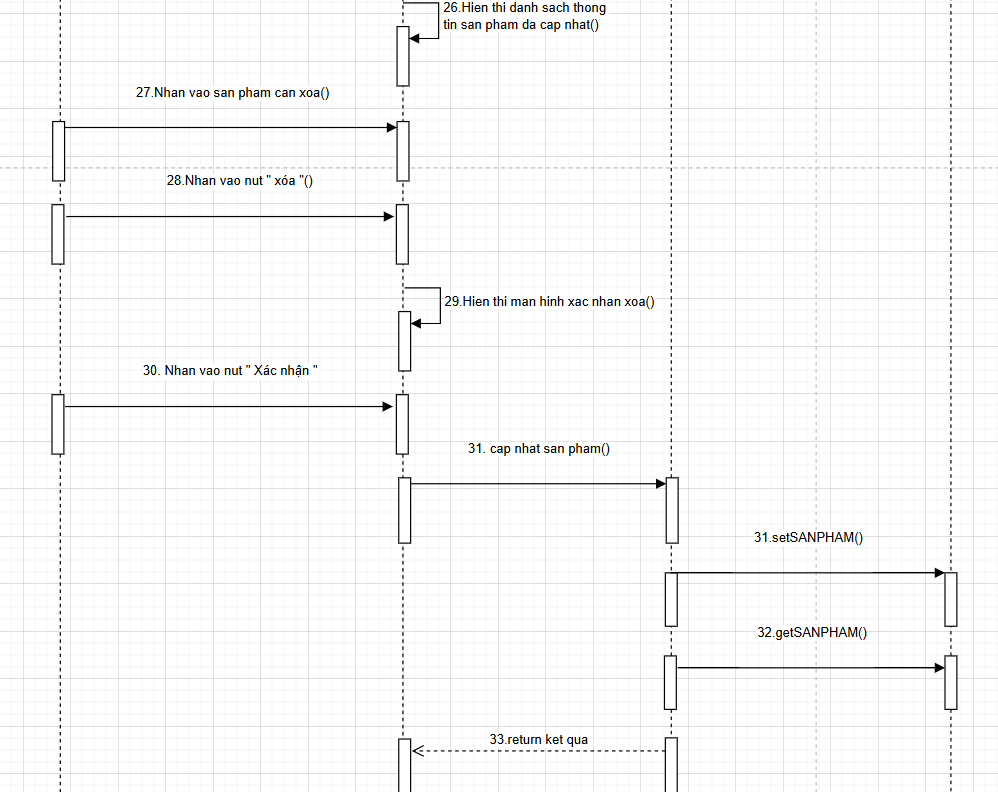 26.Hien thi danh sach thong
tin san pham da cap nhat()
27.Nhan vao san pham can xoa()
28.Nhan vao nut " xóa "()
29.Hien thi man hinh xac nhan xoa()
30. Nhan vao nut " Xác nhận "
31. cap nhat san pham()
31.setSANPHAM()
32.getSANPHAM()
33.return ket qua